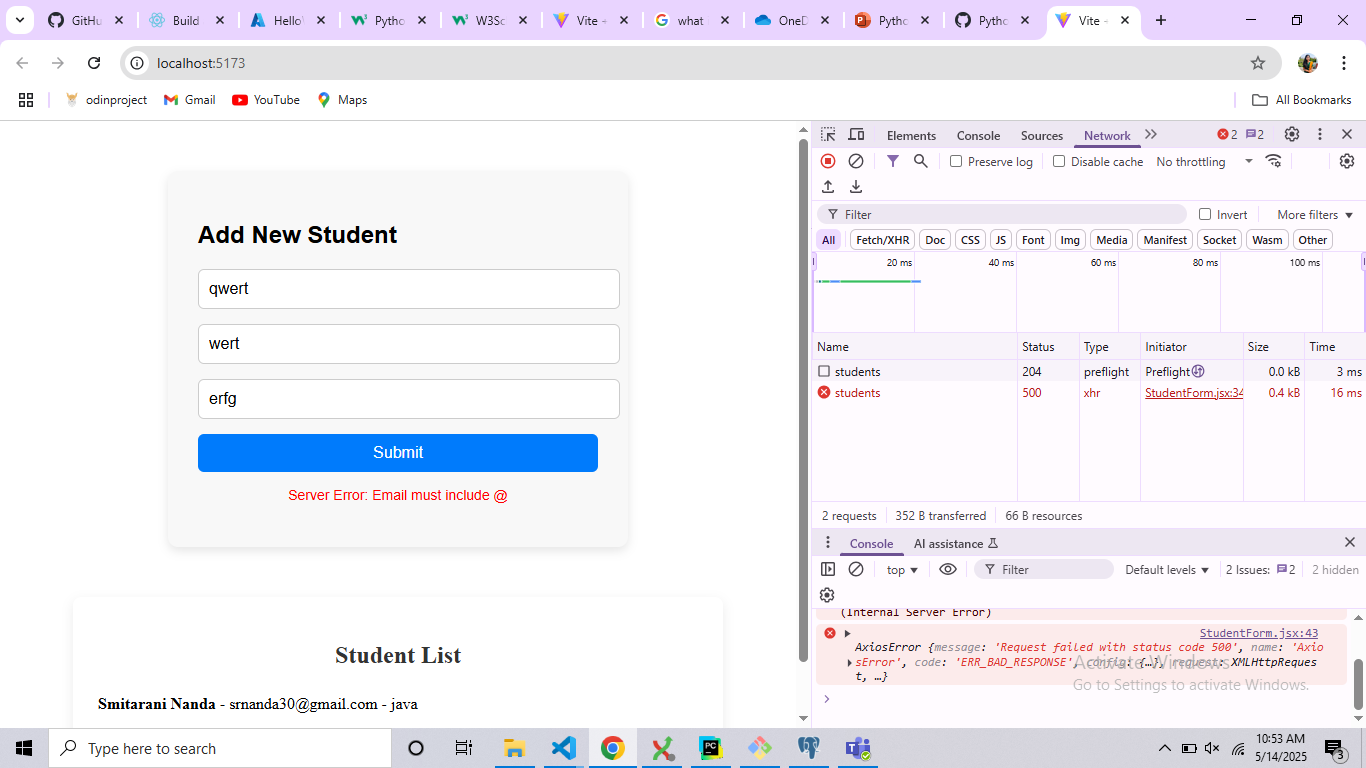 GitHu
Build
Hello
Pytho
W3Sc
Vite +
what
OneD
Pytho
Pytho
Vite +
localhost:5173
odinproject
Gmail
YouTube
Maps
All Bookmarks
Elements Console Sources Network 2 2
Preserve log Disable cache No throttling
Filter Invert More filters
All Fetch/XHR Doc CSS JS Font Img Media Manifest Socket Wasm Other
20 ms 40 ms 60 ms 80 ms 100 ms
Name Status Type Initiator Size Time
students 204 preflight Preflight 0.0 kB 3 ms
students 500 xhr StudentForm.jsx:34 0.4 kB 16 ms
2 requests 352 B transferred 66 B resources
Console AI assistance
top Filter Default levels 2 Issues: 2 2 hidden
(Internal Server Error)
StudentForm.jsx:43
AxiosError {message: 'Request failed with status code 500', name: 'Axio
sError', code: 'ERR_BAD_RESPONSE', config: {…}, request: XMLHttpReques
t, …}
Activate Windows
Go to Settings to activate Windows.
Add New Student
qwert
wert
erfg
Submit
Server Error: Email must include @
Student List
Smitarani Nanda - srnanda30@gmail.com - java
Type here to search
PC
10:53 AM
5/14/2025
3